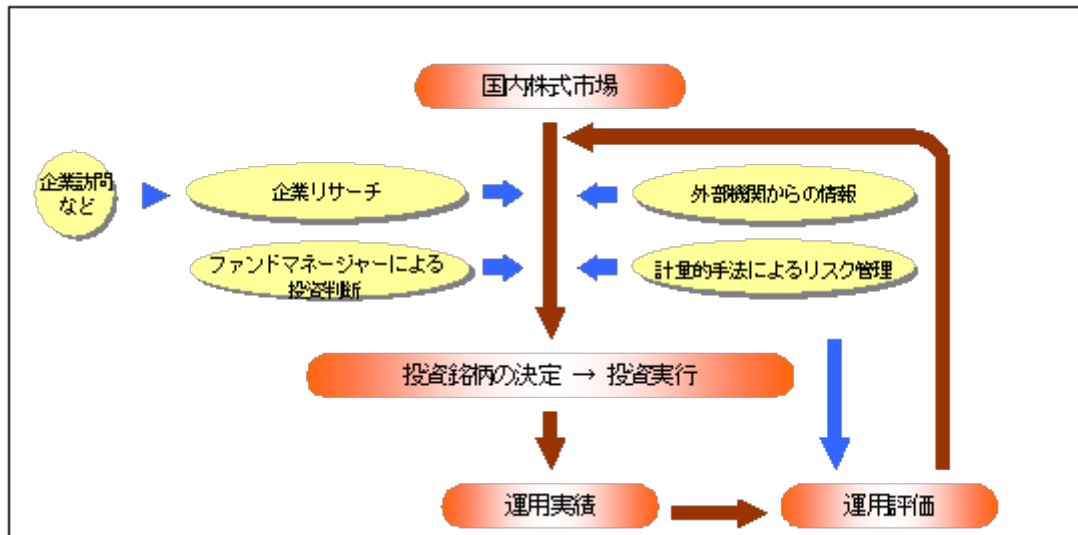 国内株式市場
企業訪問
など
企業リサーチ
外部機関からの情報
ファンドマネージャーによる
投資判断
計量的手法によるリスク管理
投資銘柄の決定 → 投資実行
運用実績
運用評価